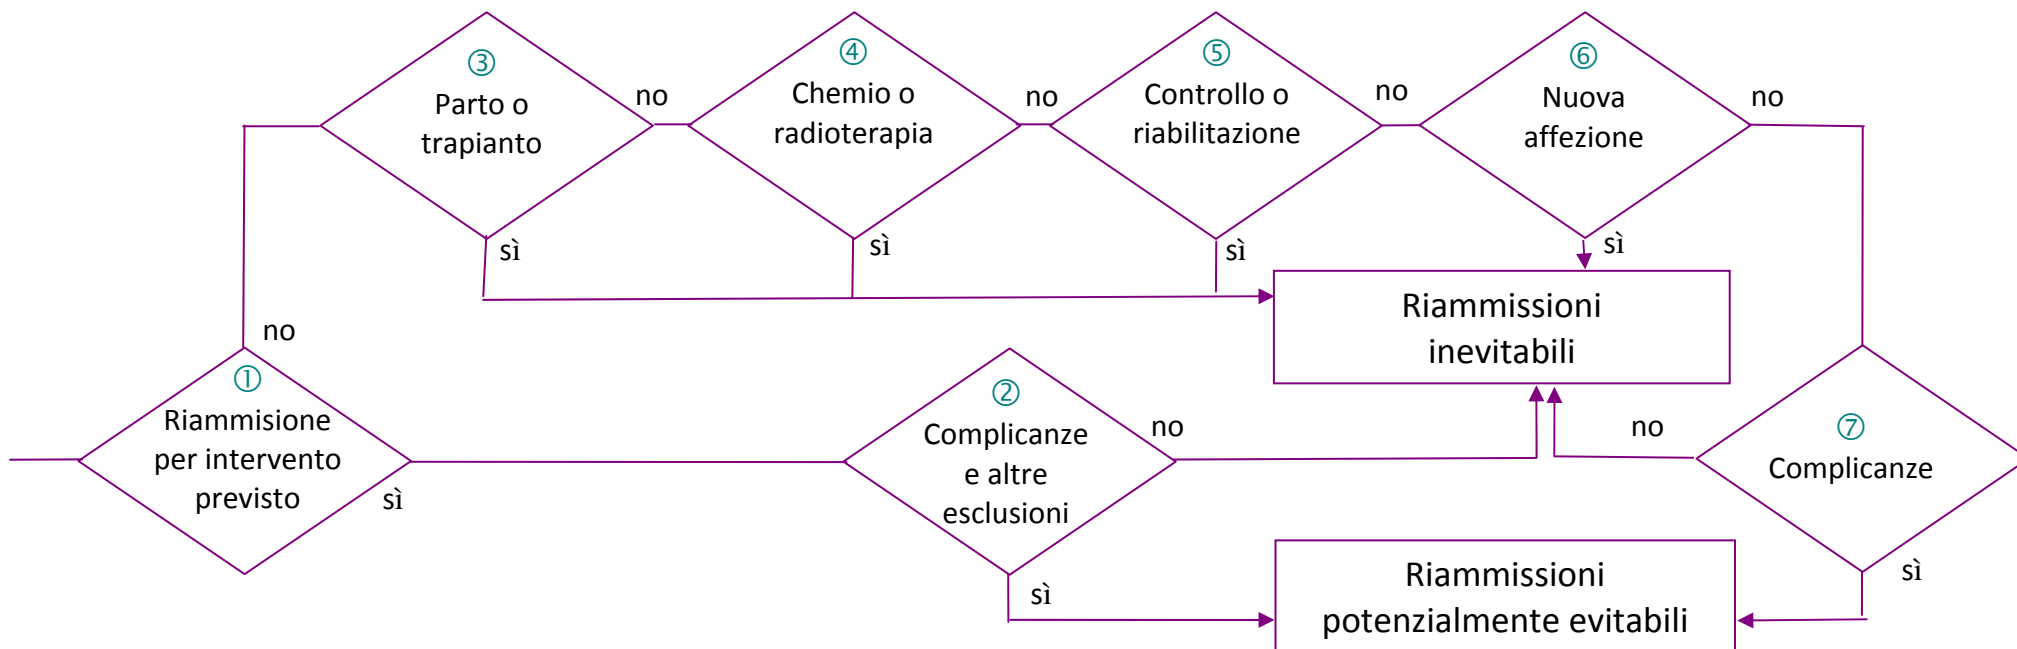 ③
Parto o
trapianto
no
sì
④
Chemio o
radioterapia
no
sì
⑤
Controllo o
riabilitazione
no
sì
⑥
Nuova
affezione
no
sì
Riammissioni
inevitabili
no
①
Riammisione
per intervento
previsto
sì
②
Complicanze
e altre
esclusioni
no
sì
no
⑦
Complicanze
sì
Riammissioni
potenzialmente evitabili